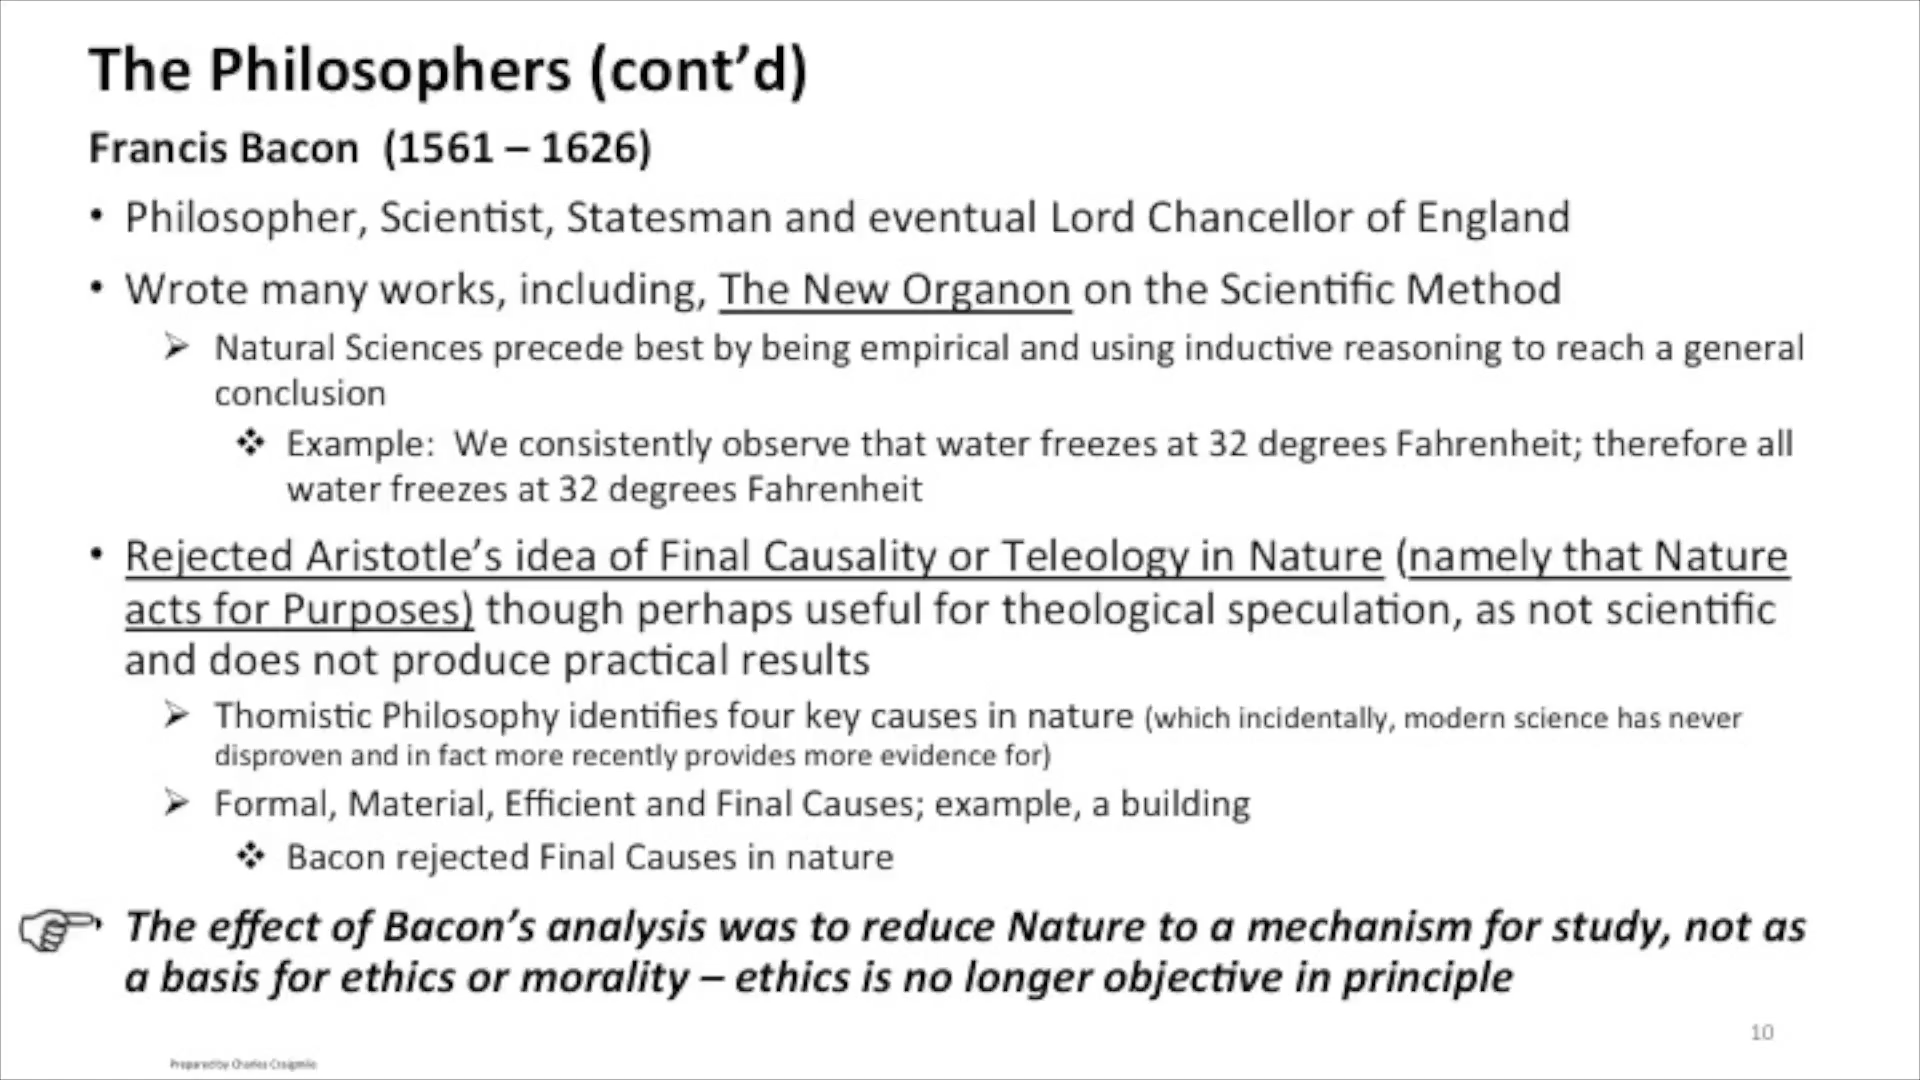 The Philosophers (cont’d)
Francis Bacon (1561 – 1626)
• Philosopher, Scientist, Statesman and eventual Lord Chancellor of England
• Wrote many works, including, The New Organon on the Scientific Method
➢ Natural Sciences precede best by being empirical and using inductive reasoning to reach a general
conclusion
❖ Example: We consistently observe that water freezes at 32 degrees Fahrenheit; therefore all
water freezes at 32 degrees Fahrenheit
• Rejected Aristotle’s idea of Final Causality or Teleology in Nature (namely that Nature
acts for Purposes) though perhaps useful for theological speculation, as not scientific
and does not produce practical results
➢ Thomistic Philosophy identifies four key causes in nature (which incidentally, modern science has never
disproven and in fact more recently provides more evidence for)
➢ Formal, Material, Efficient and Final Causes; example, a building
❖ Bacon rejected Final Causes in nature
• The effect of Bacon’s analysis was to reduce Nature to a mechanism for study, not as
a basis for ethics or morality – ethics is no longer objective in principle
10
Prepared by Charles Craigmile